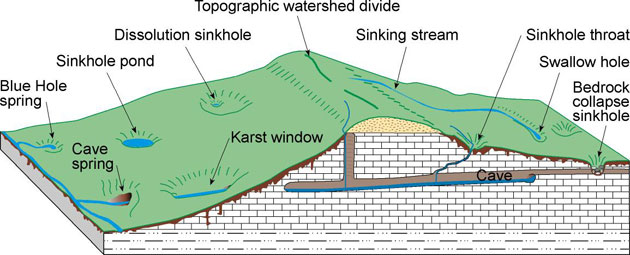 Topographic watershed divide
Dissolution sinkhole
Sinking stream
Sinkhole throat
Sinkhole pond
Swallow hole
Blue Hole
spring
Bedrock
collapse
sinkhole
Karst window
Cave
spring
Cave